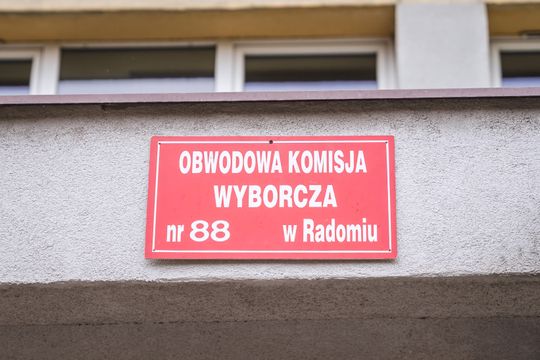 OBWODOWA KOMISJA
WYBORCZA
nr 88 w Radomiu